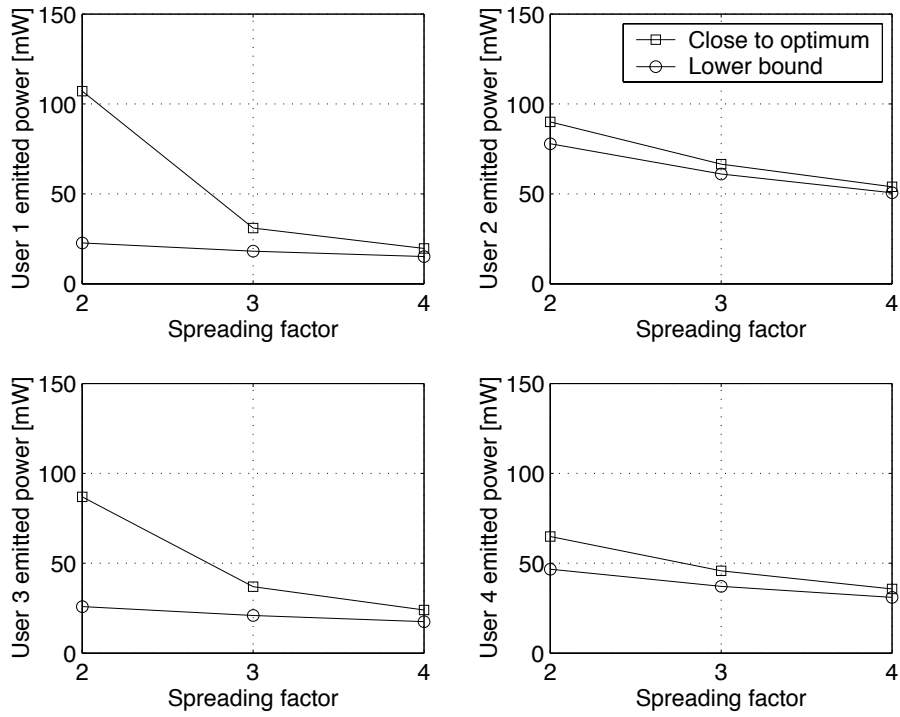 150
100
50
0
User 1 emitted power [mW]
2 3 4
Spreading factor
150
100
50
0
User 2 emitted power [mW]
2 3 4
Spreading factor
Close to optimum
Lower bound
150
100
50
0
User 3 emitted power [mW]
2 3 4
Spreading factor
150
100
50
0
User 4 emitted power [mW]
2 3 4
Spreading factor